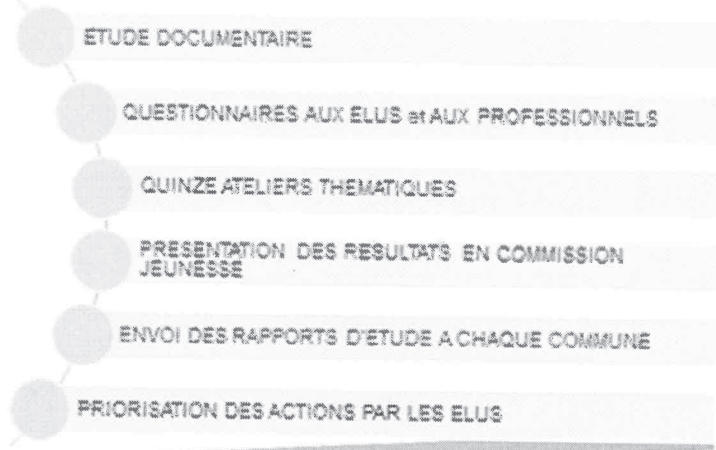 ETUDE DOCUMENTAIRE
QUESTIONNAIRES AUX ELUS et AUX PROFESSIONNELS
QUINZE ATELIERS THEMATIQUES
PRESENTATION DES RESULTATS EN COMMISSION
JEUNESSE
ENVOI DES RAPPORTS D'ETUDE A CHAQUE COMMUNE
PRIORISATION DES ACTIONS PAR LES ELUS